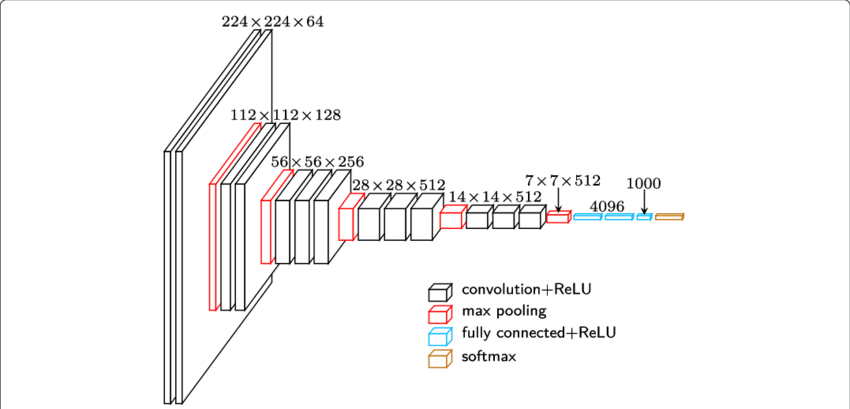 224×224×64
112×112×128
56×56×256
28×28×512
14×14×512
7×7×512
1000
4096
convolution+ReLU
max pooling
fully connected+ReLU
softmax